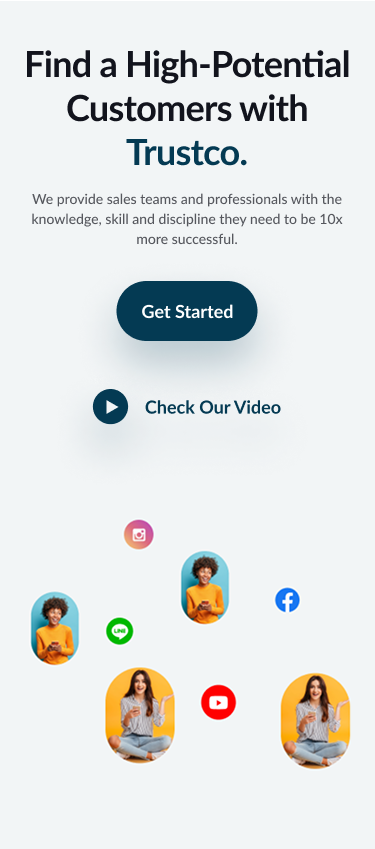 Find a High-Potential
Customers with
Trustco.
We provide sales teams and professionals with the
knowledge, skill and discipline they need to be 10x
more successful.
Get Started
Check Our Video
LINE